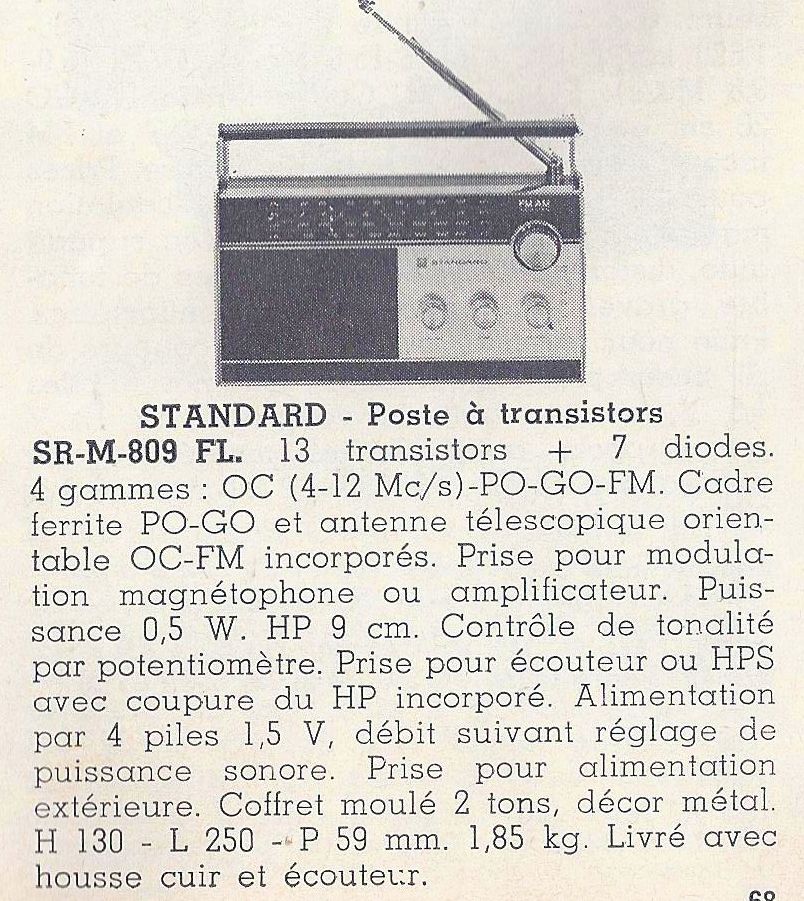 FM AM
STANDARD
STANDARD - Poste à transistors
SR-M-809 FL. 13 transistors + 7 diodes.
4 gammes : OC (4-12 Mc/s)-PO-GO-FM. Cadre
ferrite PO-GO et antenne télescopique orien-
table OC-FM incorporés. Prise pour modula-
tion magnétophone ou amplificateur. Puis-
sance 0,5 W. HP 9 cm. Contrôle de tonalité
par potentiomètre. Prise pour écouteur ou HPS
avec coupure du HP incorporé. Alimentation
par 4 piles 1,5 V, débit suivant réglage de
puissance sonore. Prise pour alimentation
extérieure. Coffret moulé 2 tons, décor métal.
H 130 - L 250 - P 59 mm. 1,85 kg. Livré avec
housse cuir et écouteur.